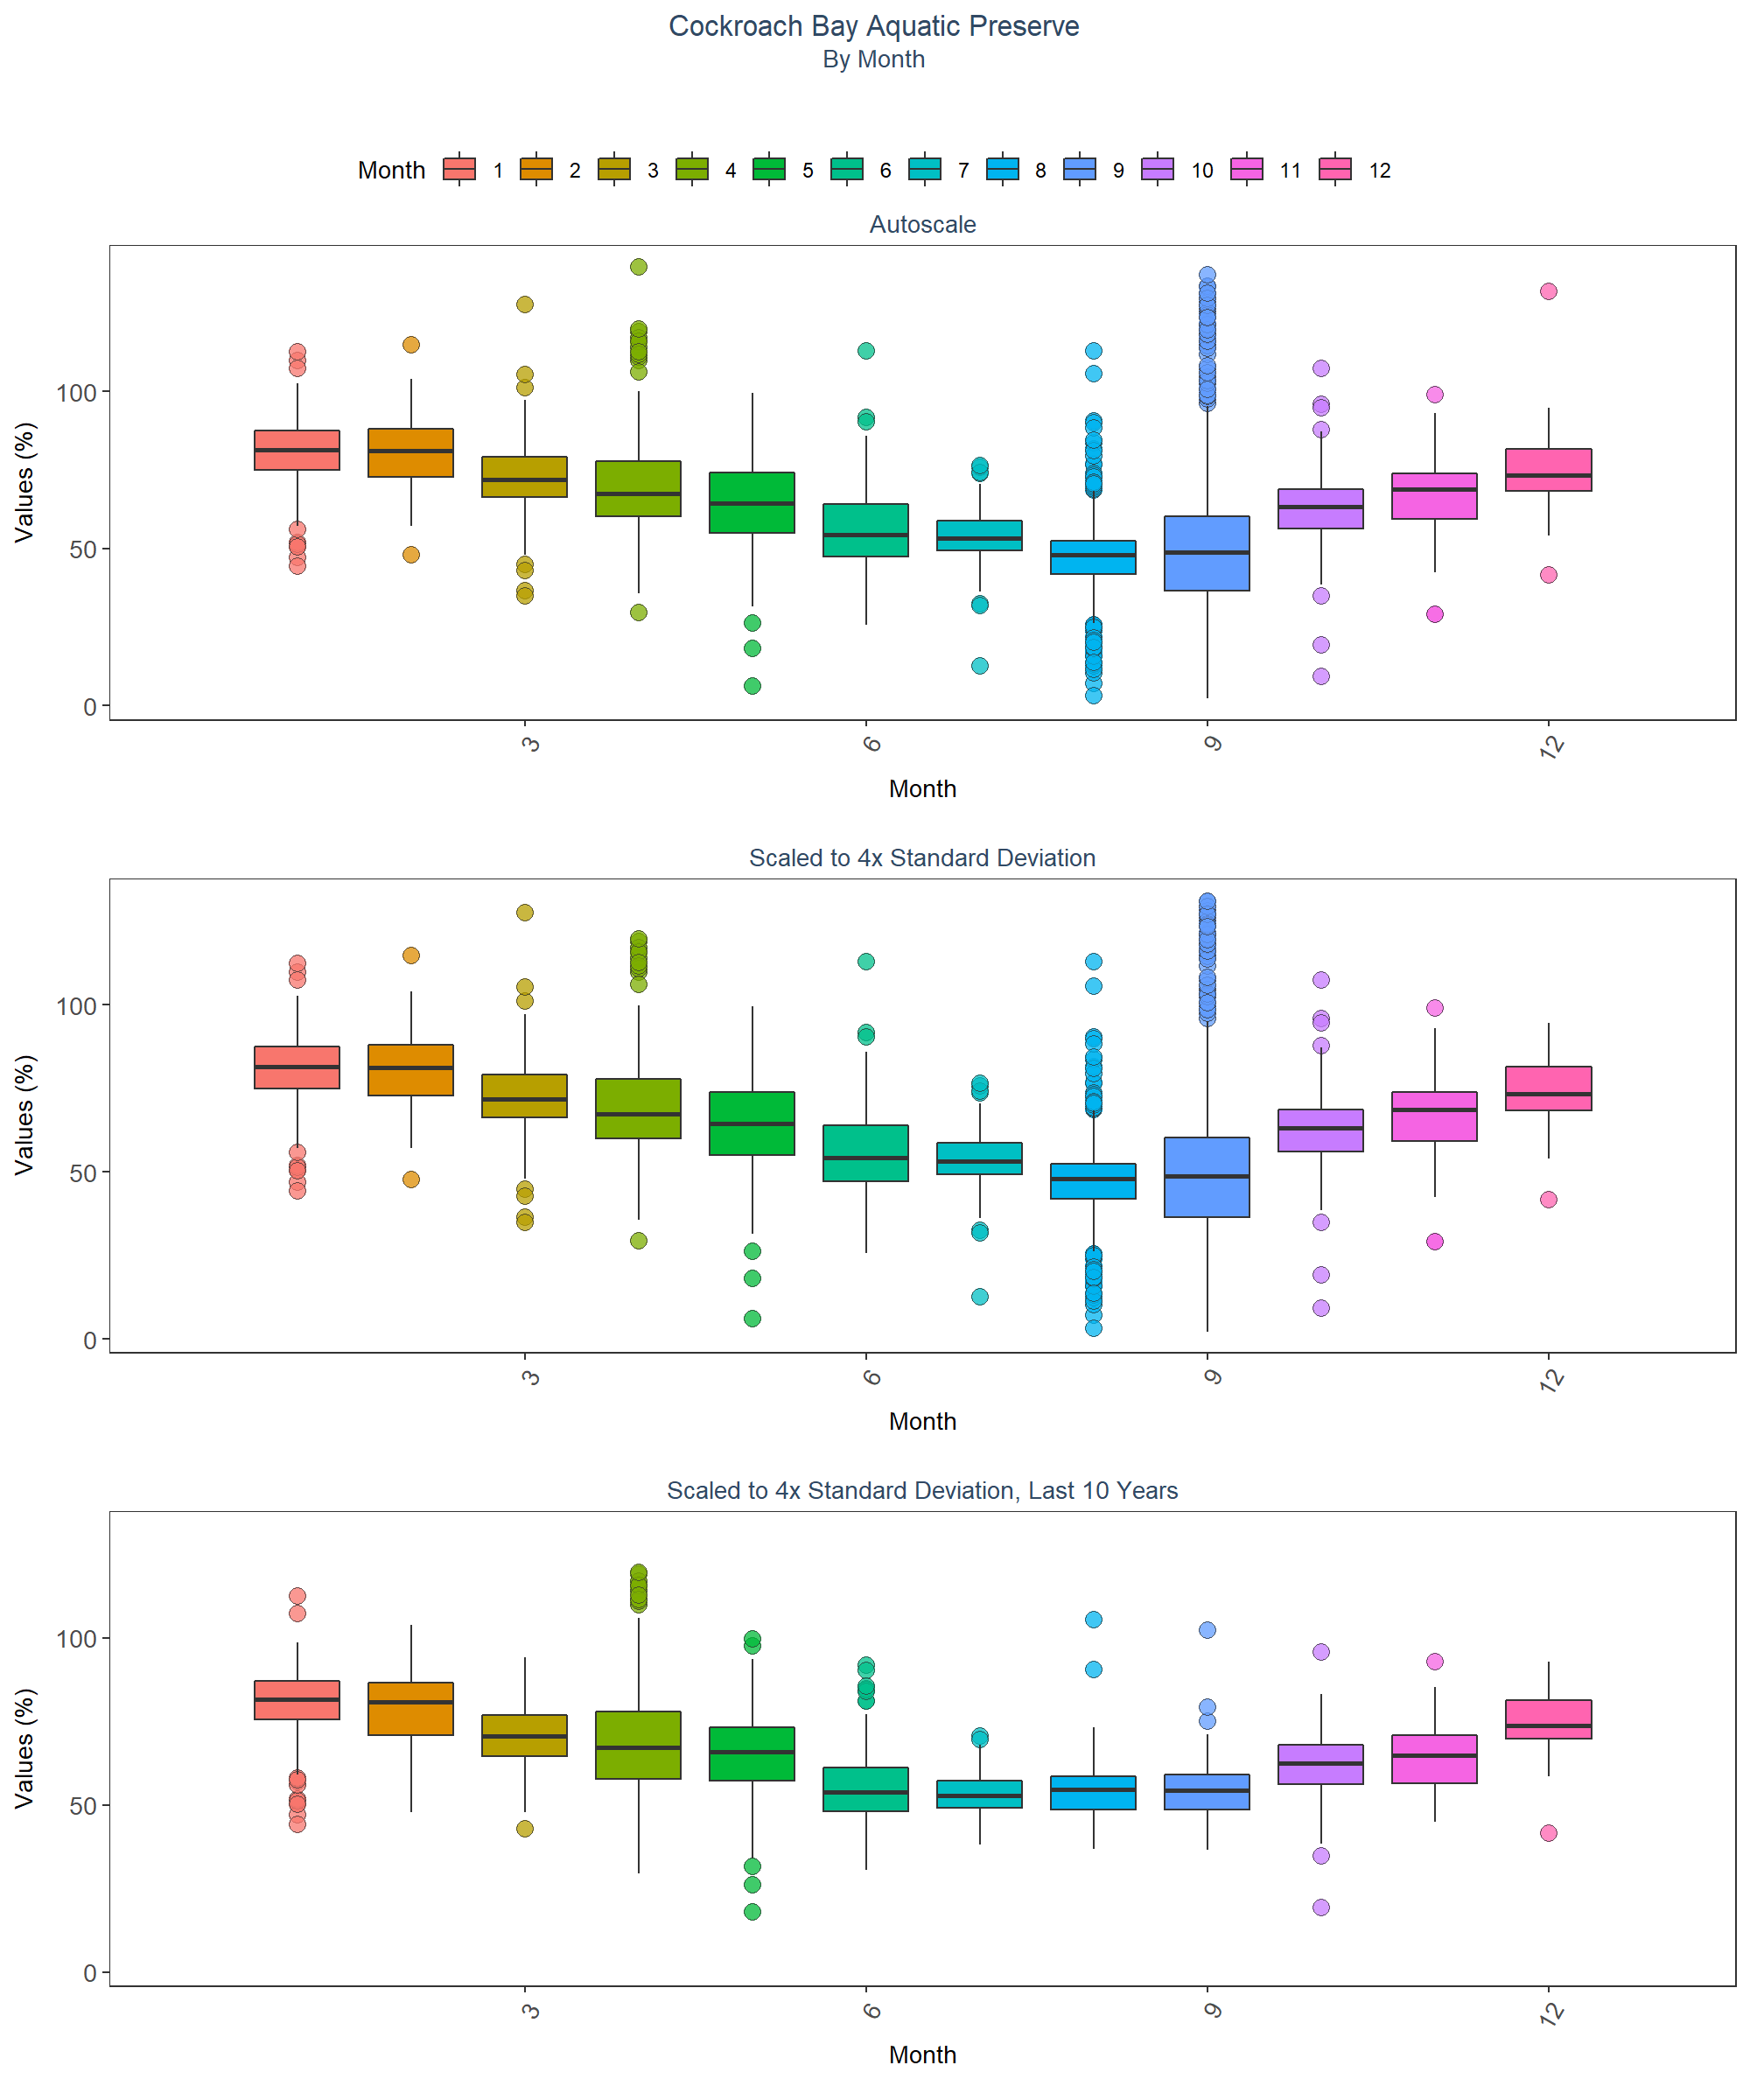 Cockroach Bay Aquatic Preserve
By Month
Month 1 2 3 4 5 6 7 8 9 10 11 12
Autoscale
Values (%)
100
50
0
3 6 9 12
Month
Scaled to 4x Standard Deviation
Values (%)
100
50
0
3 6 9 12
Month
Scaled to 4x Standard Deviation, Last 10 Years
Values (%)
100
50
0
3 6 9 12
Month